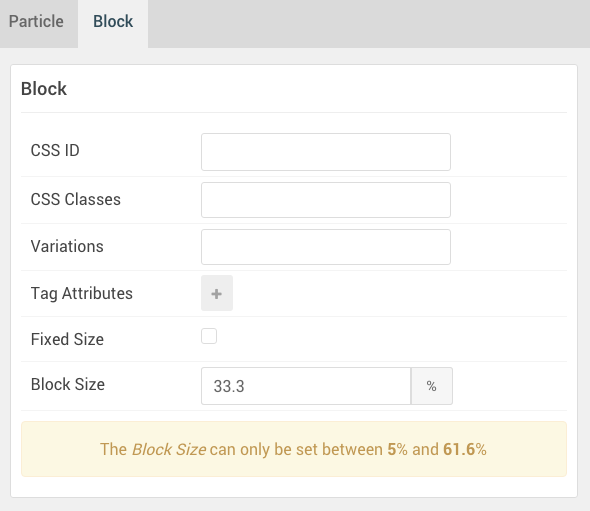 Particle Block
Block
CSS ID
CSS Classes
Variations
Tag Attributes +
Fixed Size
Block Size 33.3 %
The Block Size can only be set between 5% and 61.6%